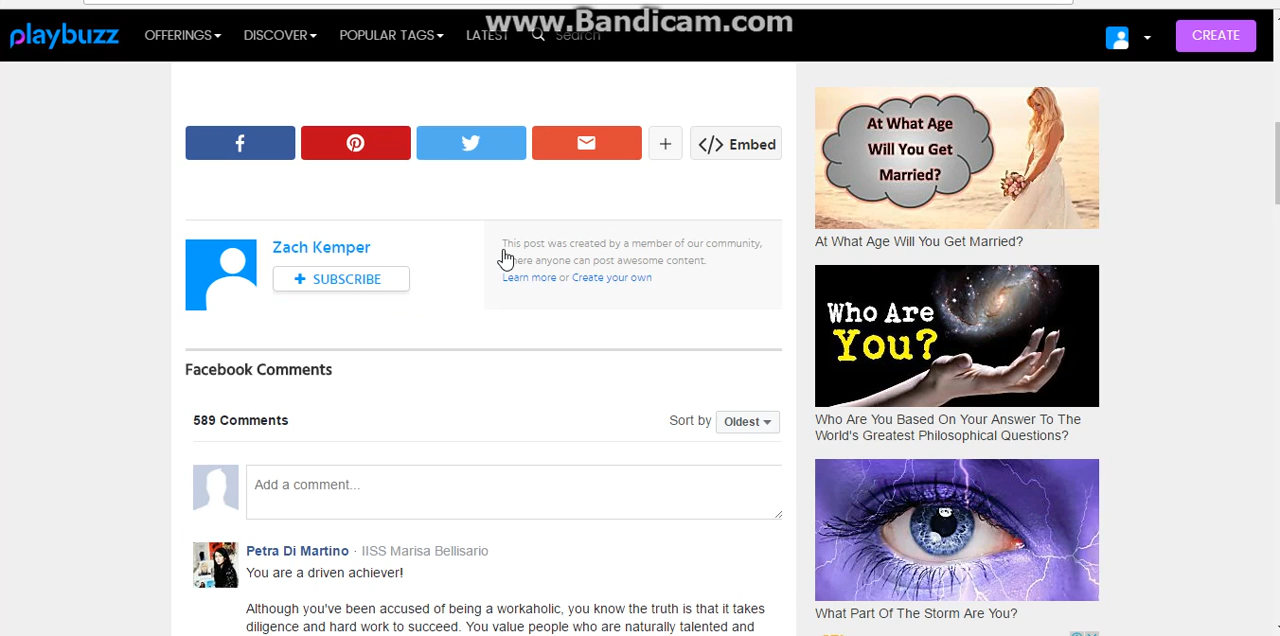 www.Bandicam.com
playbuzz
OFFERINGS
DISCOVER
POPULAR TAGS
LATEST
Search
CREATE
Embed
Zach Kemper
+ SUBSCRIBE
This post was created by a member of our community,
anyone can post awesome content.
Learn more or Create your own
Facebook Comments
589 Comments
Sort by Oldest
Add a comment...
Petra Di Martino · IISS Marisa Bellisario
You are a driven achiever!
Although you've been accused of being a workaholic, you know the truth is that it takes
diligence and hard work to succeed. You value people who are naturally talented and
At What Age
Will You Get
Married?
At What Age Will You Get Married?
Who Are
You?
Who Are You Based On Your Answer To The
World's Greatest Philosophical Questions?
What Part Of The Storm Are You?